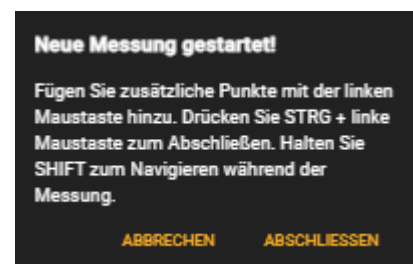 Neue Messung gestartet!
Fügen Sie zusätzliche Punkte mit der linken
Maustaste hinzu. Drücken Sie STRG + linke
Maustaste zum Abschließen. Halten Sie
SHIFT zum Navigieren während der
Messung.
ABBRECHEN ABSCHLIESSEN